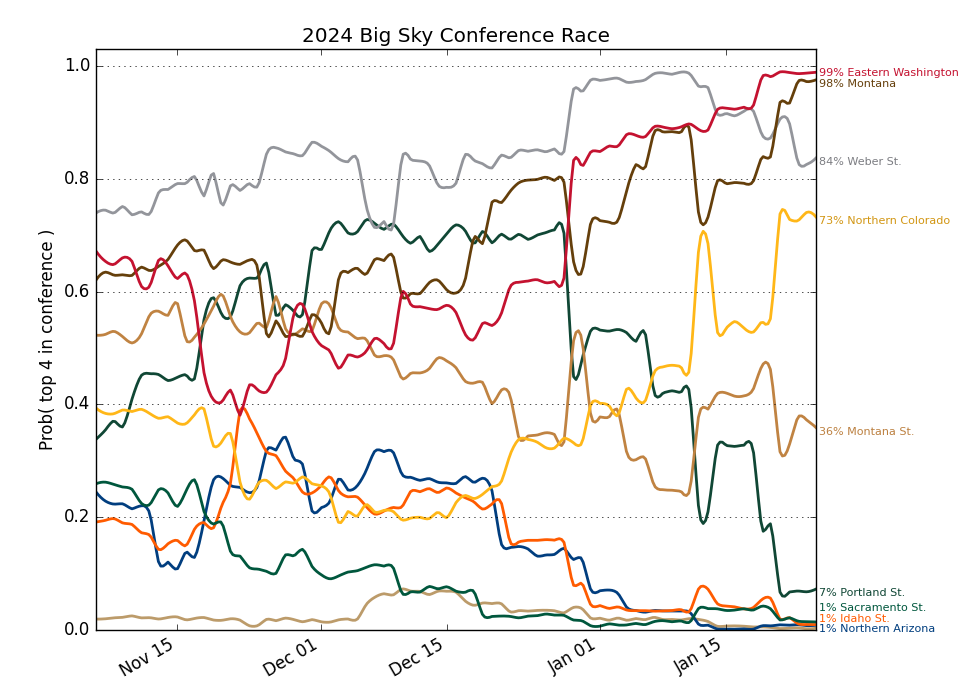 2024 Big Sky Conference Race
Prob( top 4 in conference )
1.0
0.8
0.6
0.4
0.2
0.0
Nov 15
Dec 01
Dec 15
Jan 01
Jan 15
99% Eastern Washington
98% Montana
84% Weber St.
73% Northern Colorado
36% Montana St.
7% Portland St.
1% Sacramento St.
1% Idaho St.
1% Northern Arizona